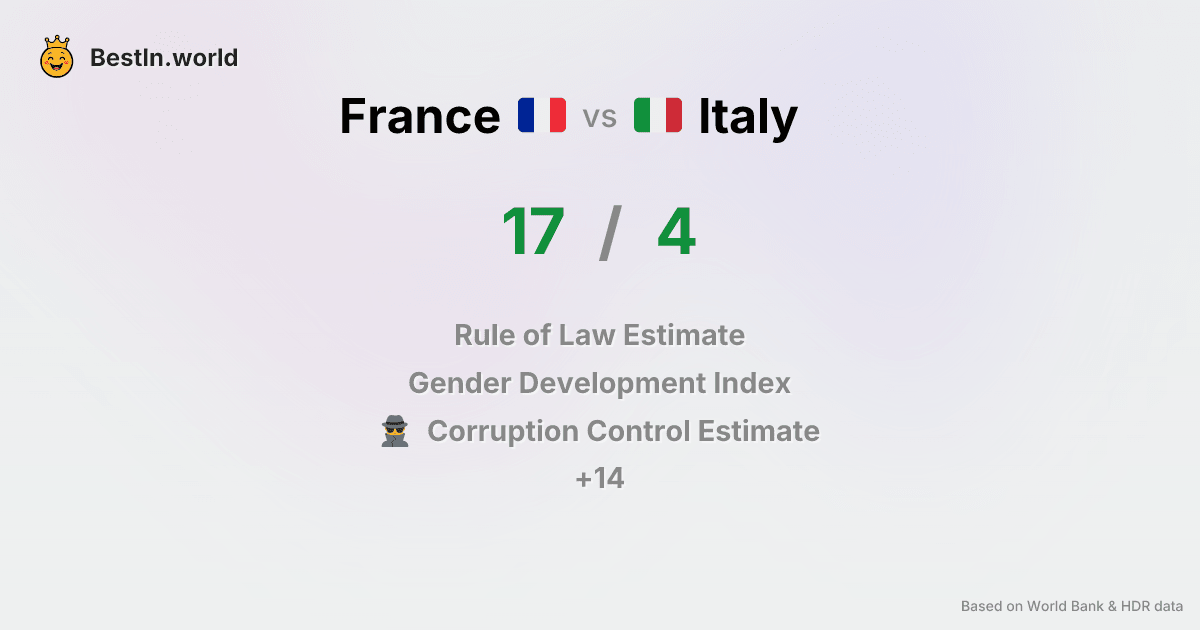 BestIn.world
France vs Italy
17 / 4
Rule of Law Estimate
Gender Development Index
Corruption Control Estimate
+14
Based on World Bank & HDR data